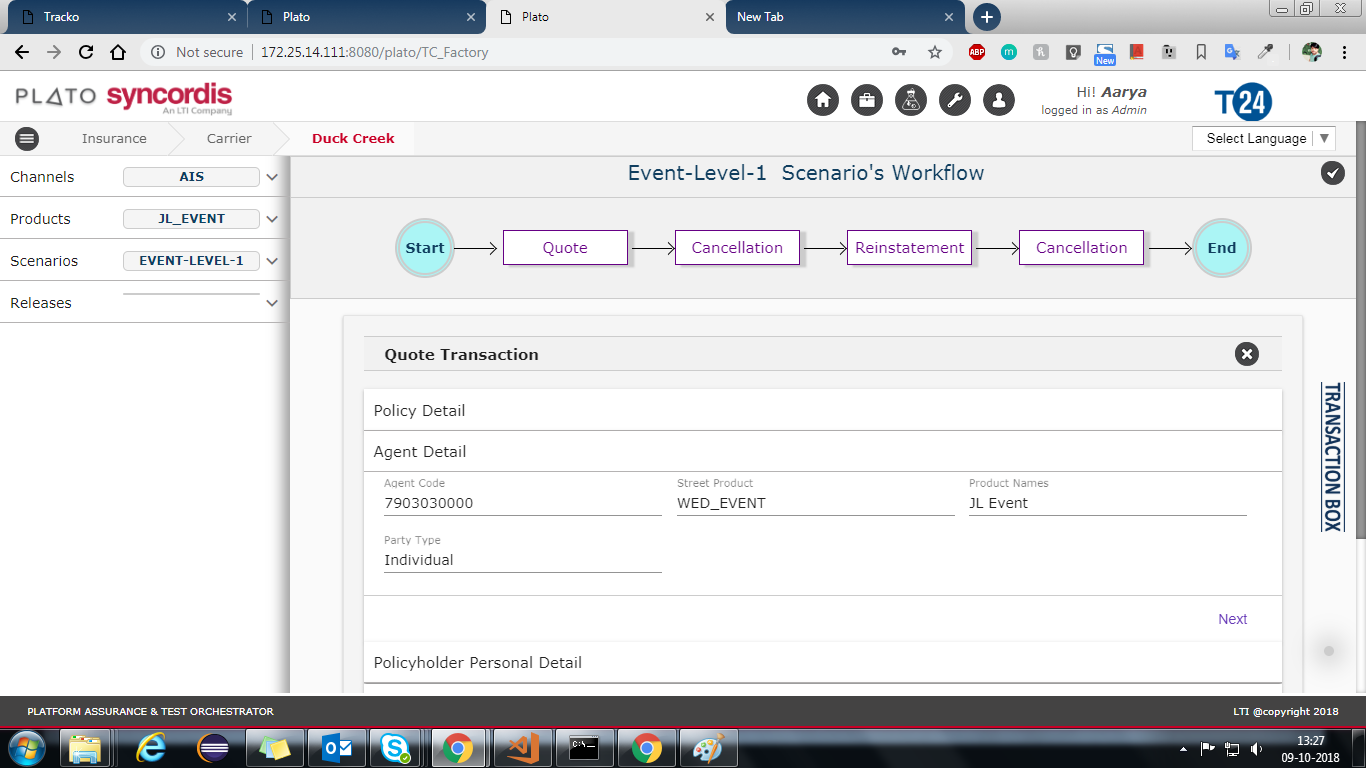 Tracko
Plato
Plato
New Tab
Not secure | 172.25.14.111:8080/plato/TC_Factory
ABP
m
New
PLATO syncordis
An LTI Company
Hi! Aarya
logged in as Admin
T24
Insurance
Carrier
Duck Creek
Select Language
Channels
AIS
Products
JL_EVENT
Scenarios
EVENT-LEVEL-1
Releases
Event-Level-1 Scenario's Workflow
Start
Quote
Cancellation
Reinstatement
Cancellation
End
Quote Transaction
Policy Detail
Agent Detail
Agent Code
Street Product
Product Names
7903030000
WED_EVENT
JL Event
Party Type
Individual
Next
Policyholder Personal Detail
TRANSACTION BOX
PLATFORM ASSURANCE & TEST ORCHESTRATOR
LTI @copyright 2018
13:27
09-10-2018